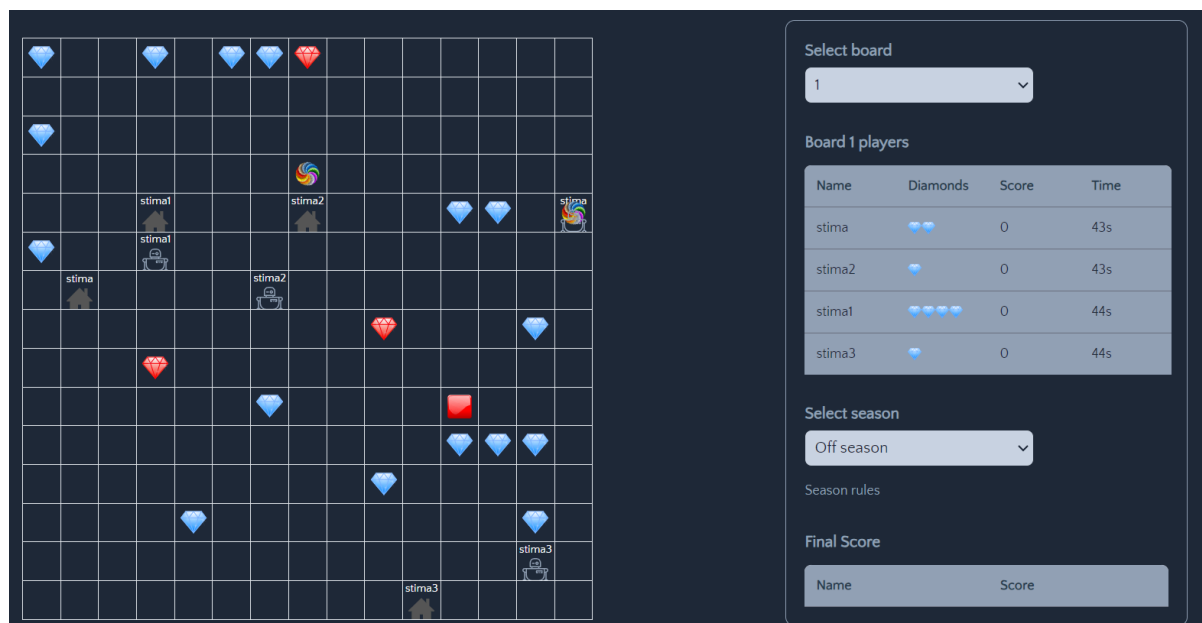 stima1
stima2
stima
stima1
stima
stima2
stima3
stima3
Select board
1
Board 1 players
Name Diamonds Score Time
stima 0 43s
stima2 0 43s
stima1 0 44s
stima3 0 44s
Select season
Off season
Season rules
Final Score
Name Score